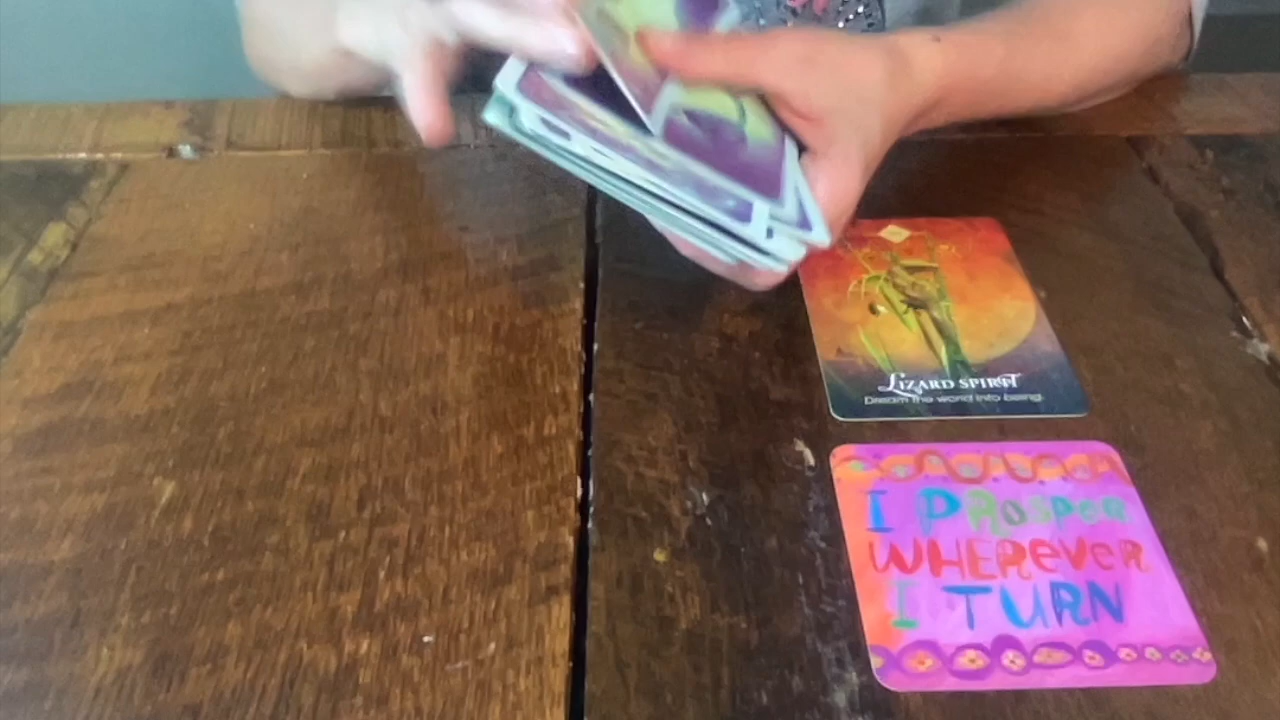 LIZARD SPIRIT
Dream the world into being
I PROSPER
WHEREVER
I TURN